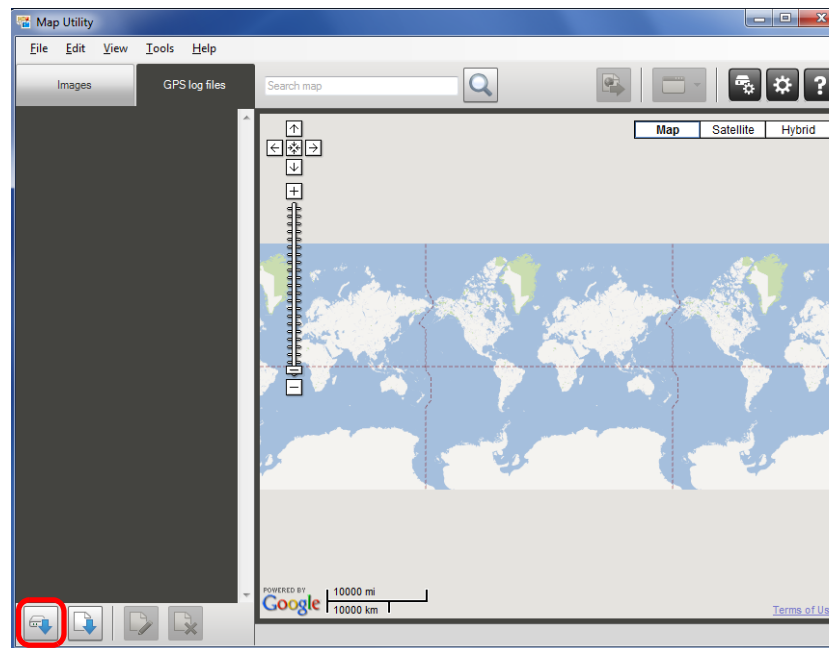 Map Utility
File Edit View Tools Help
Images GPS log files Search map
Map Satellite Hybrid
POWERED BY
Google
10000 mi
10000 km
Terms of Us